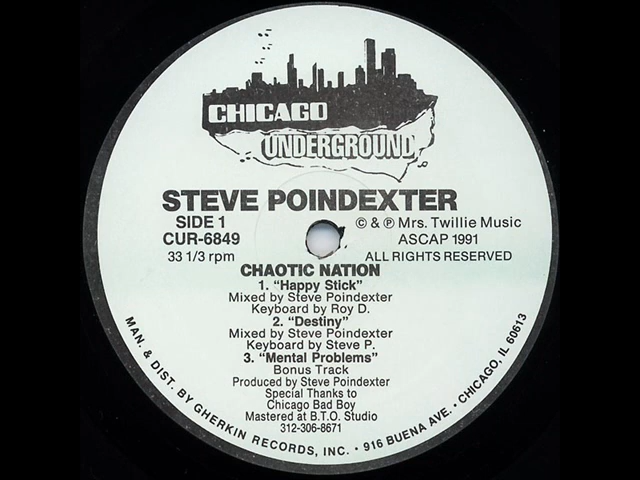 CHICAGO
UNDERGROUND
STEVE POINDEXTER
SIDE 1
CUR-6849
33 1/3 rpm
© & ℗ Mrs. Twillie Music
ASCAP 1991
ALL RIGHTS RESERVED
CHAOTIC NATION
1. “Happy Stick”
Mixed by Steve Poindexter
Keyboard by Roy D.
2. “Destiny”
Mixed by Steve Poindexter
Keyboard by Steve P.
3. “Mental Problems”
Bonus Track
Produced by Steve Poindexter
Special Thanks to
Chicago Bad Boy
Mastered at B.T.O. Studio
312-306-8671
MAN. & DIST. BY GHERKIN RECORDS, INC. • 916 BUENA AVE. • CHICAGO, IL 60613